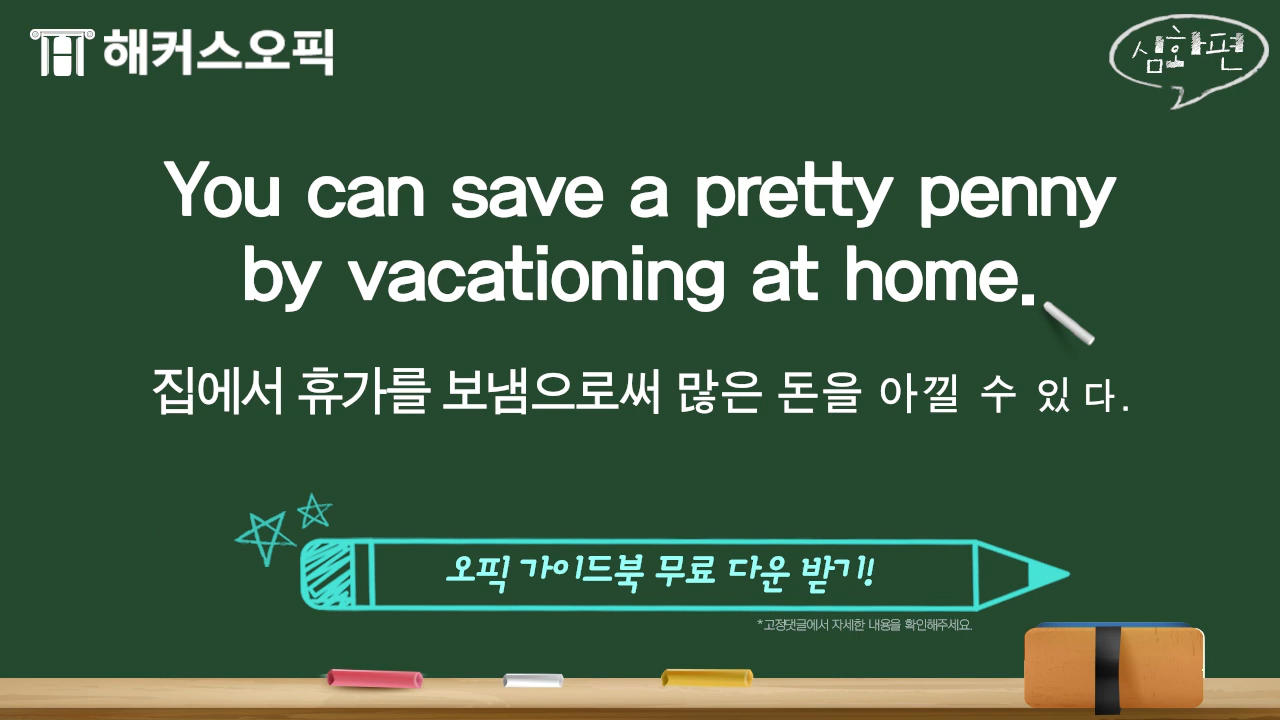 해커스오픽
심화편
You can save a pretty penny
by vacationing at home.
집에서 휴가를 보냄으로써 많은 돈을 아낄 수 있다.
오픽 가이드북 무료 다운 받기!
*고정댓글에서 자세한 내용을 확인해주세요.